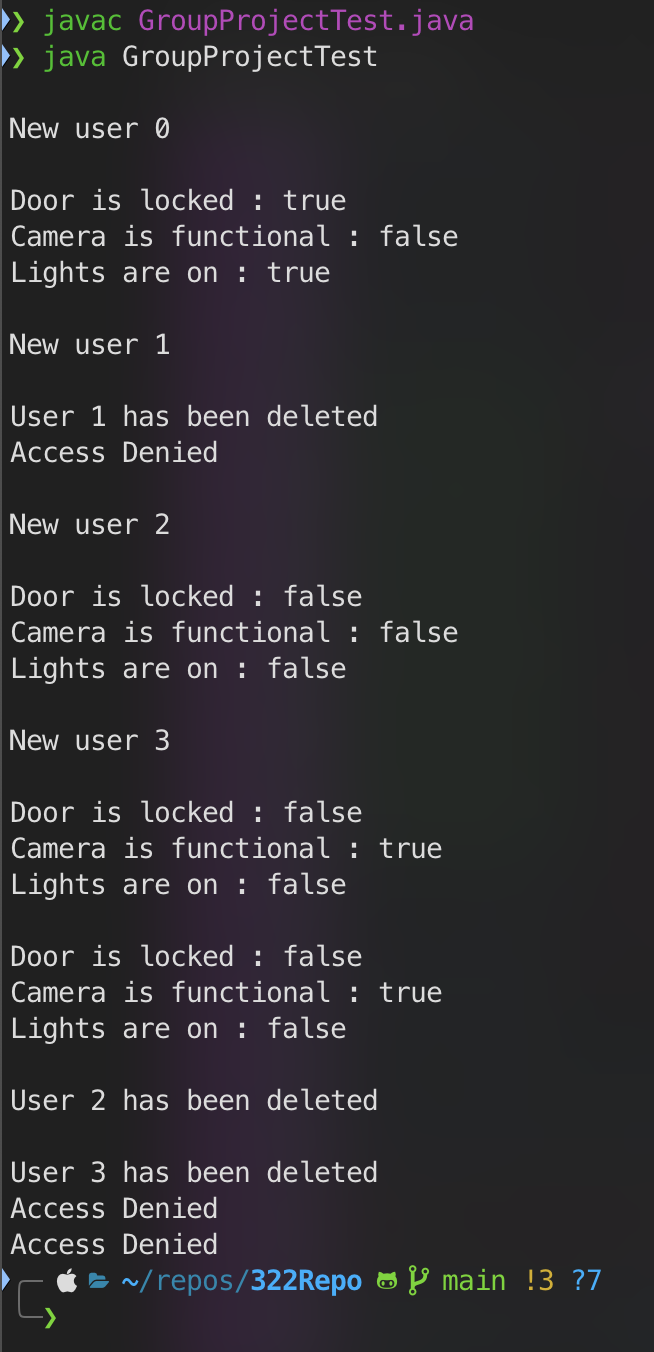 ❯ javac GroupProjectTest.java
❯ java GroupProjectTest
New user 0
Door is locked : true
Camera is functional : false
Lights are on : true
New user 1
User 1 has been deleted
Access Denied
New user 2
Door is locked : false
Camera is functional : false
Lights are on : false
New user 3
Door is locked : false
Camera is functional : true
Lights are on : false
Door is locked : false
Camera is functional : true
Lights are on : false
User 2 has been deleted
User 3 has been deleted
Access Denied
Access Denied
~/repos/322Repo main !3 ?7
❯